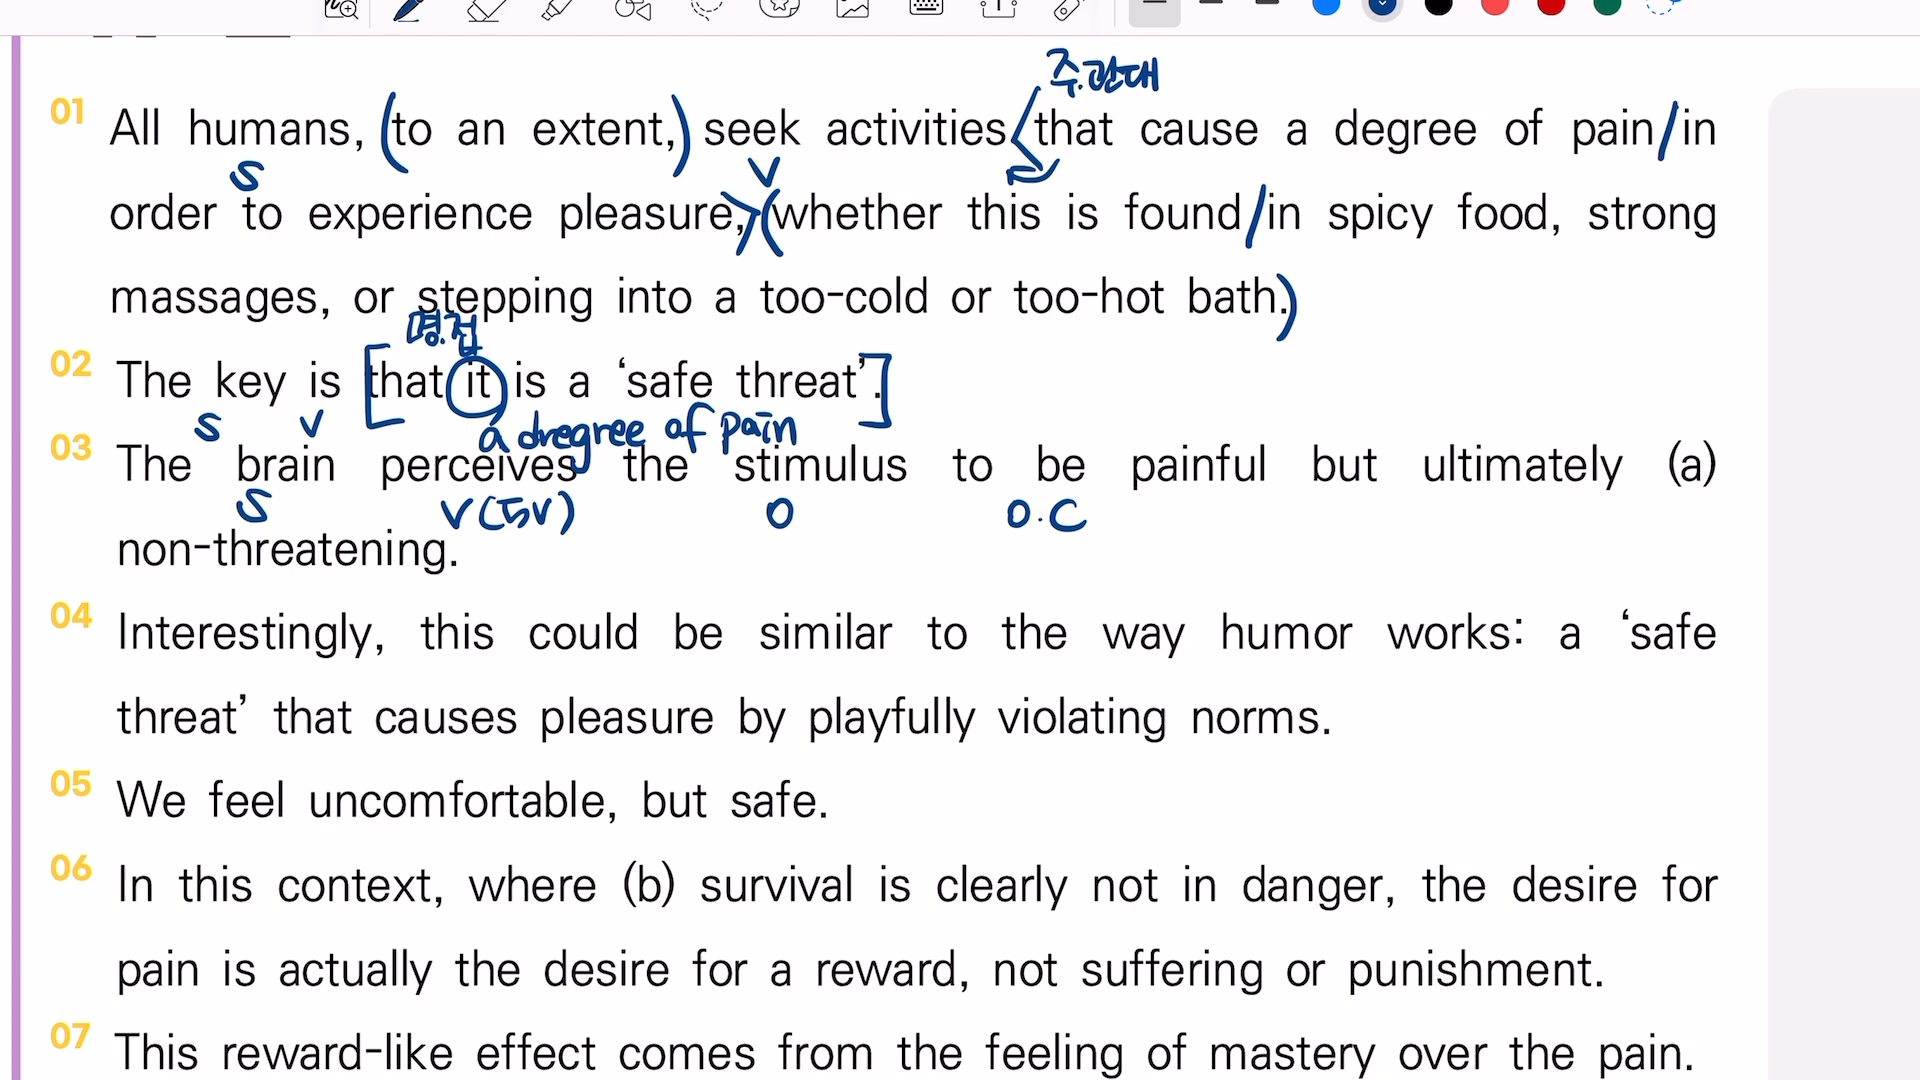 주.관대
01 All humans, (to an extent,) seek activities <that cause a degree of pain / in
S V
order to experience pleasure,> (whether this is found / in spicy food, strong
massages, or stepping into a too-cold or too-hot bath.)
명.접
02 The key is [that it is a ‘safe threat’.]
S V a dregree of pain
03 The brain perceives the stimulus to be painful but ultimately (a)
S V (5V) O O.C
non-threatening.
04 Interestingly, this could be similar to the way humor works: a ‘safe
threat’ that causes pleasure by playfully violating norms.
05 We feel uncomfortable, but safe.
06 In this context, where (b) survival is clearly not in danger, the desire for
pain is actually the desire for a reward, not suffering or punishment.
07 This reward-like effect comes from the feeling of mastery over the pain.